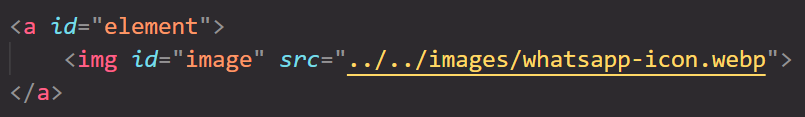 <a id="element">
<img id="image" src="../../images/whatsapp-icon.webp">
</a>